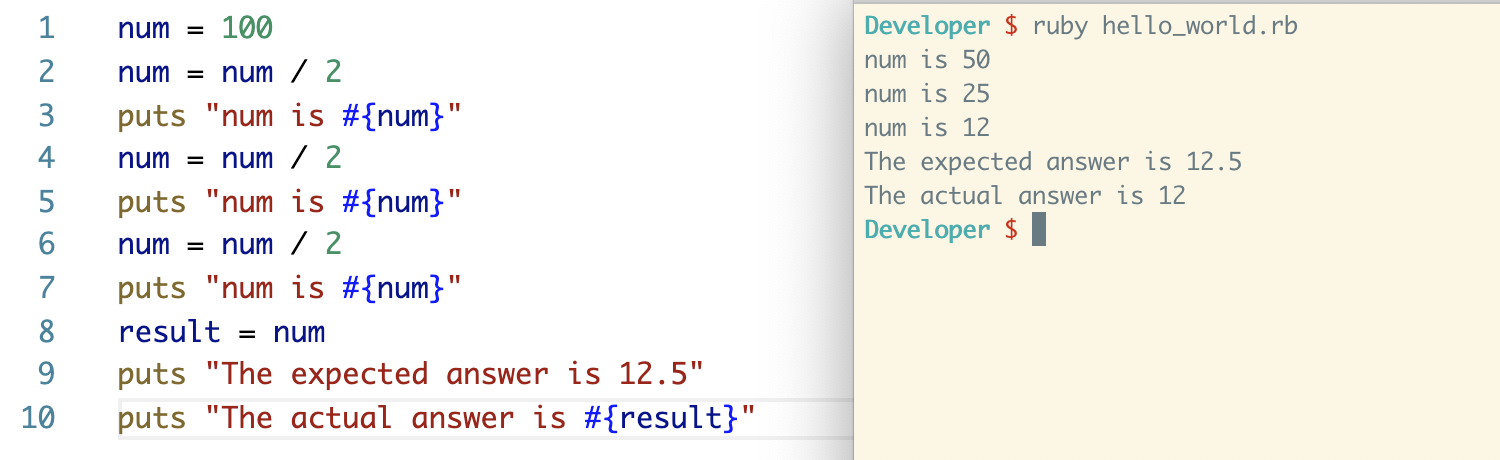 1 num = 100
2 num = num / 2
3 puts "num is #{num}"
4 num = num / 2
5 puts "num is #{num}"
6 num = num / 2
7 puts "num is #{num}"
8 result = num
9 puts "The expected answer is 12.5"
10 puts "The actual answer is #{result}"
Developer $ ruby hello_world.rb
num is 50
num is 25
num is 12
The expected answer is 12.5
The actual answer is 12
Developer $